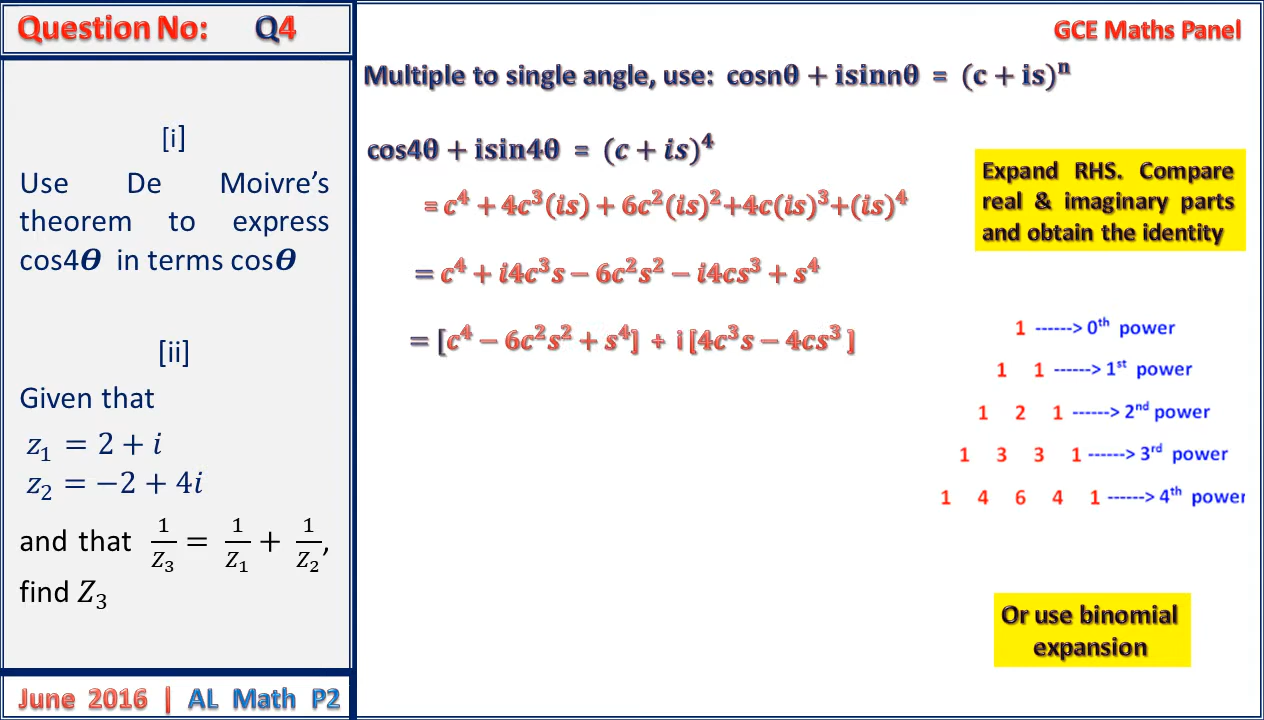 Question No: Q4
[i]
Use De Moivre's
theorem to express
cos4θ in terms cosθ
[ii]
Given that
z₁ = 2 + i
z₂ = −2 + 4i
and that 1/Z₃ = 1/Z₁ + 1/Z₂,
find Z₃
June 2016 | AL Math P2
GCE Maths Panel
Multiple to single angle, use: cosnθ + isinnθ = (c + is)ⁿ
cos4θ + isin4θ = (c + is)⁴
= c⁴ + 4c³(is) + 6c²(is)²+4c(is)³+(is)⁴
= c⁴ + i4c³s − 6c²s² − i4cs³ + s⁴
= [c⁴ − 6c²s² + s⁴] + i [4c³s − 4cs³ ]
Expand RHS. Compare
real & imaginary parts
and obtain the identity
1 ------> 0th power
1 1 ------> 1st power
1 2 1 ------> 2nd power
1 3 3 1 ------> 3rd power
1 4 6 4 1 ------> 4th power
Or use binomial
expansion